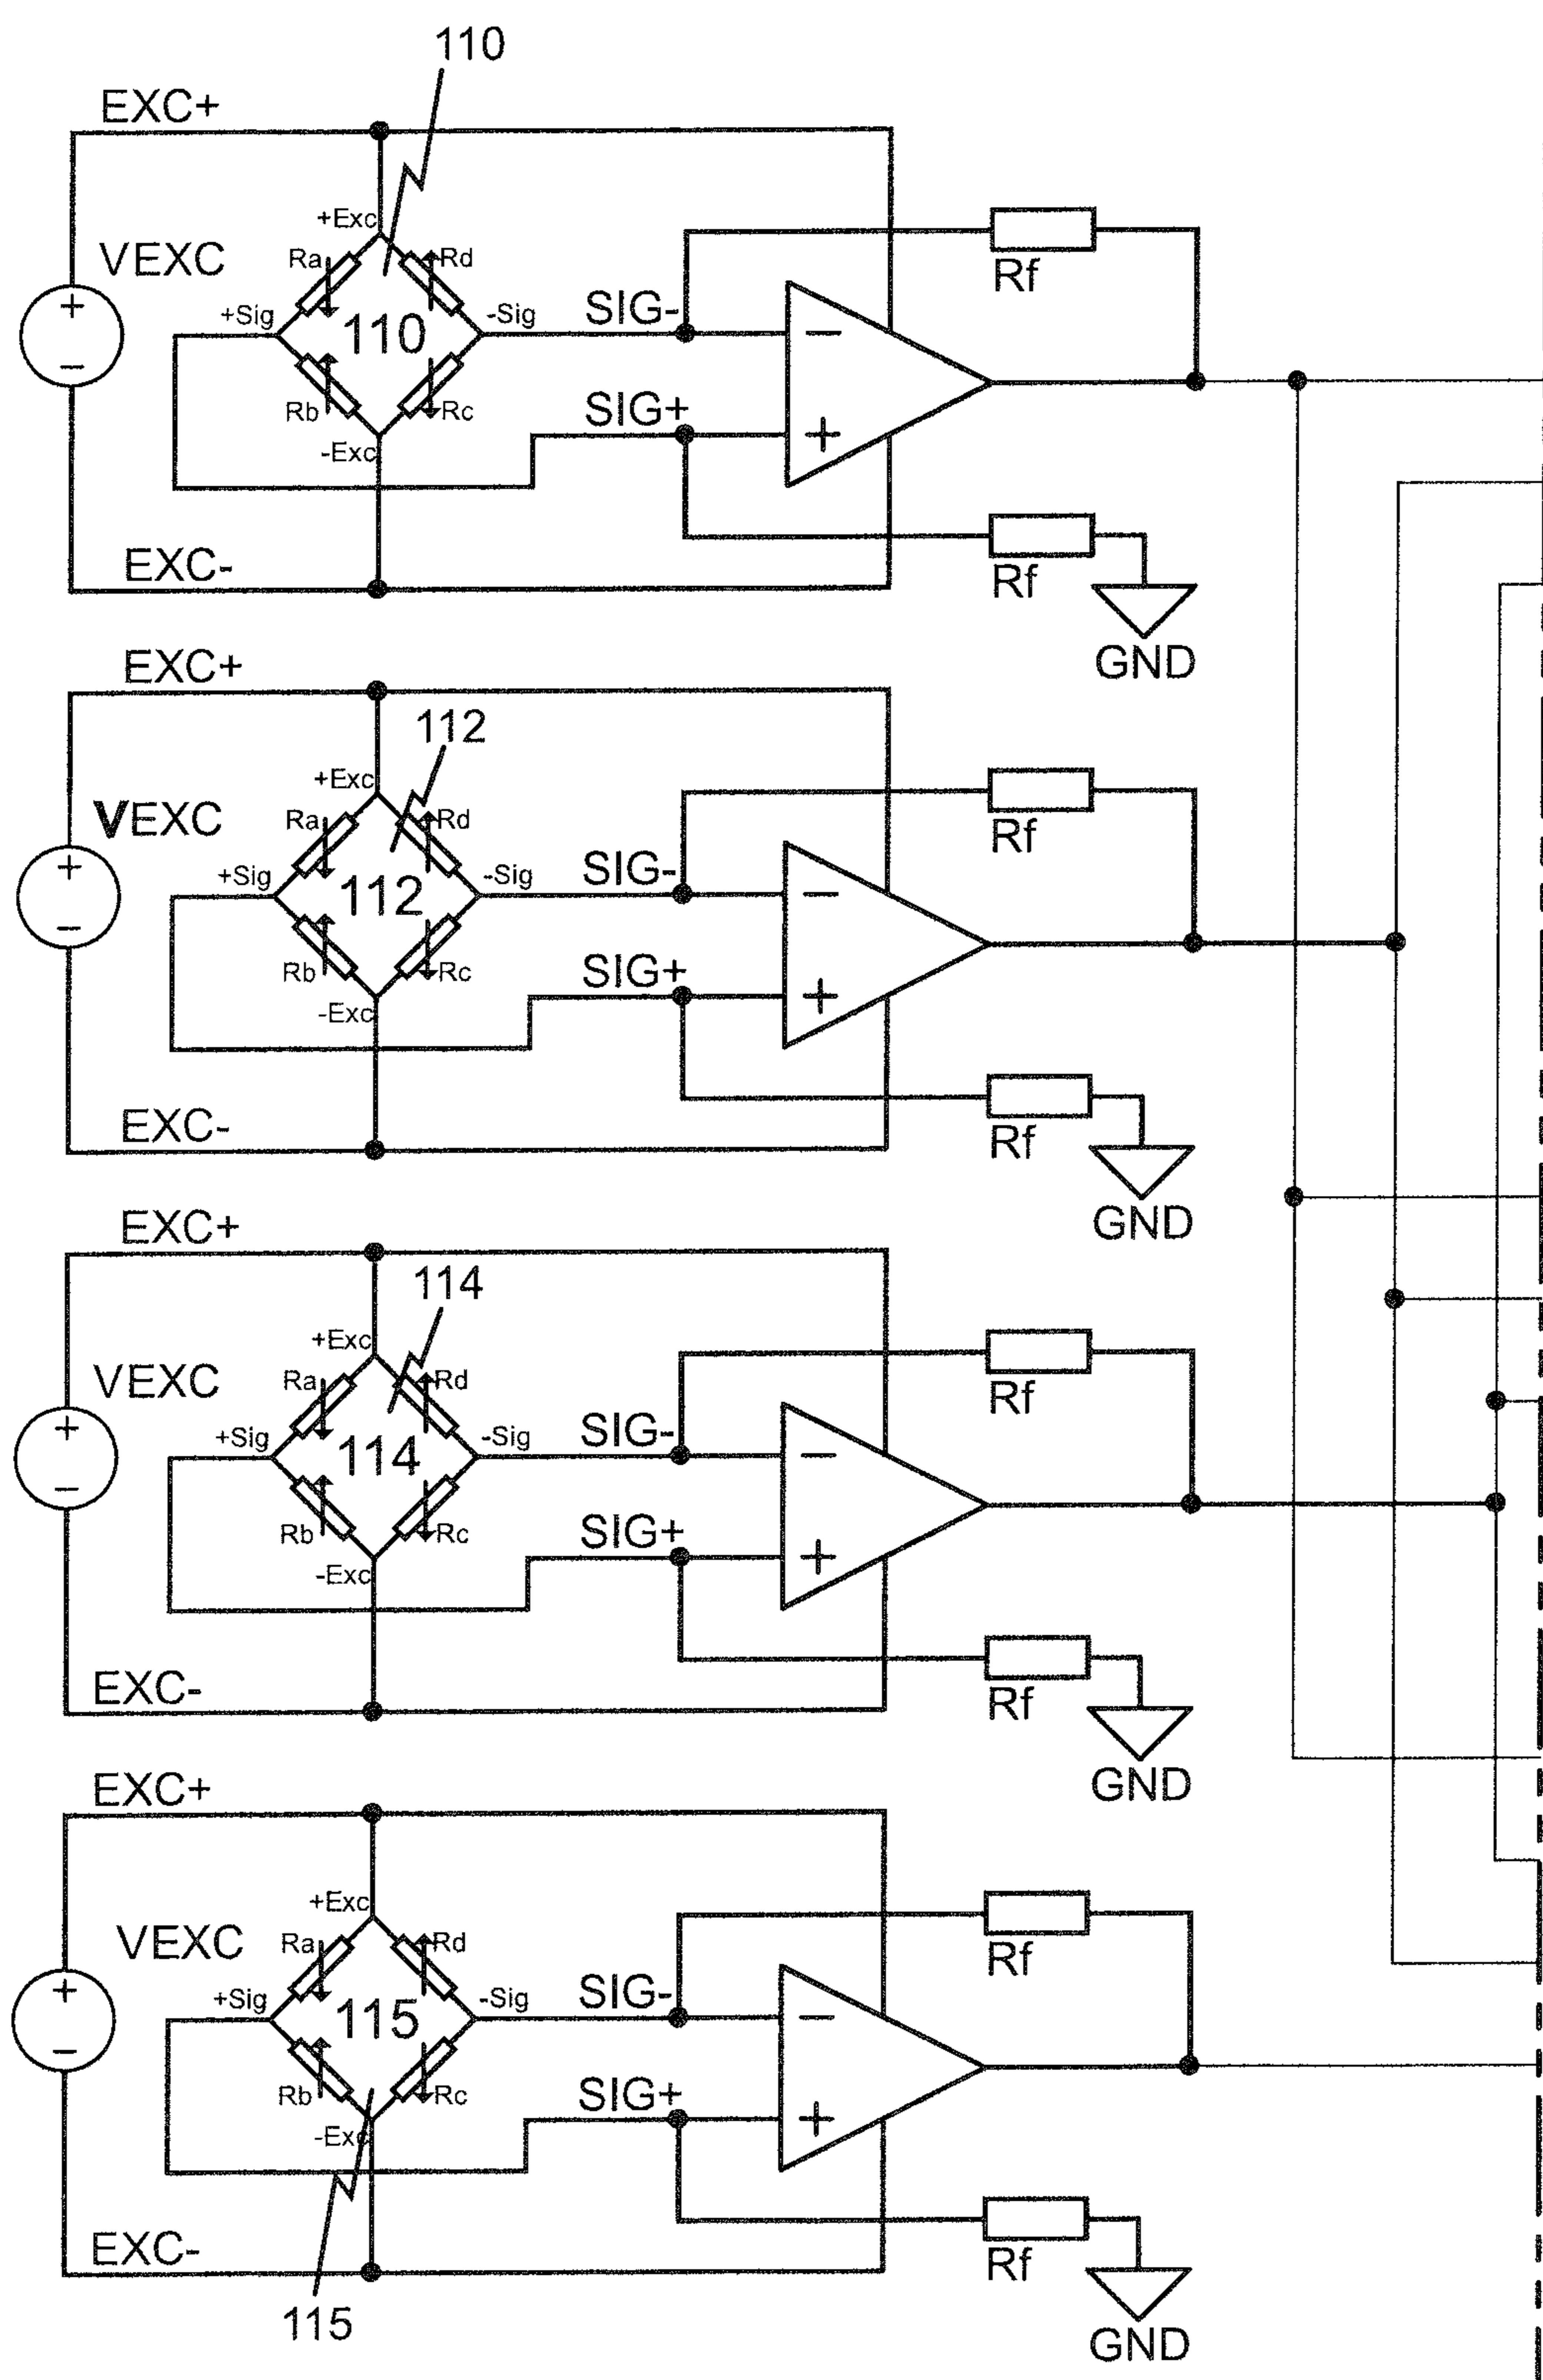 110
EXC+
+Exc
VEXC
Ra
Rd
Rf
+Sig
110
-Sig
SIG-
+
−
−
Rb
Rc
SIG+
+
-Exc
EXC-
Rf
GND
EXC+
112
+Exc
VEXC
Ra
Rd
Rf
+Sig
112
-Sig
SIG-
+
−
−
Rb
Rc
SIG+
+
-Exc
EXC-
Rf
GND
EXC+
114
+Exc
VEXC
Ra
Rd
Rf
+Sig
114
-Sig
SIG-
+
−
−
Rb
Rc
SIG+
+
-Exc
EXC-
Rf
GND
EXC+
+Exc
VEXC
Ra
Rd
Rf
+Sig
115
-Sig
SIG-
+
−
−
Rb
Rc
SIG+
+
-Exc
EXC-
Rf
115
GND